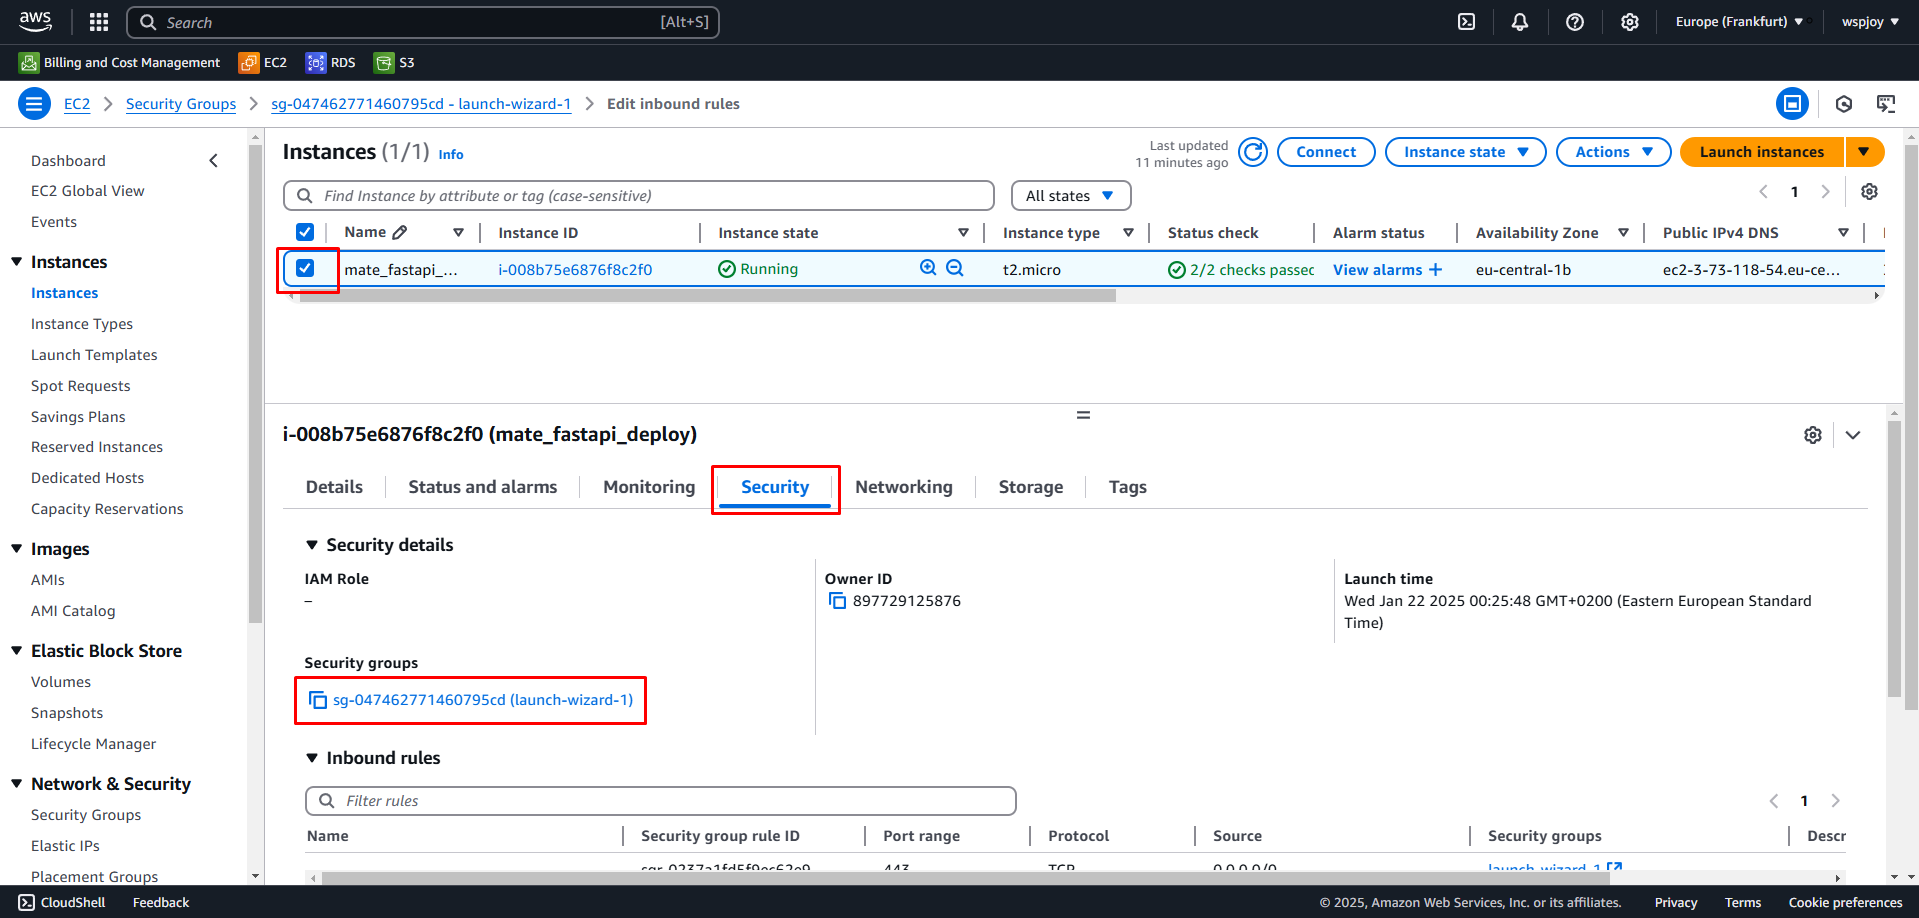 aws
Search [Alt+S]
Europe (Frankfurt) wspjoy
Billing and Cost Management EC2 RDS S3
EC2 Security Groups sg-047462771460795cd - launch-wizard-1 Edit inbound rules
Dashboard
EC2 Global View
Events
Instances
Instances
Instance Types
Launch Templates
Spot Requests
Savings Plans
Reserved Instances
Dedicated Hosts
Capacity Reservations
Images
AMIs
AMI Catalog
Elastic Block Store
Volumes
Snapshots
Lifecycle Manager
Network & Security
Security Groups
Elastic IPs
Placement Groups
Instances (1/1) Info
Last updated
11 minutes ago
Connect Instance state Actions Launch instances
Find Instance by attribute or tag (case-sensitive)
All states
1
Name Instance ID Instance state Instance type Status check Alarm status Availability Zone Public IPv4 DNS
mate_fastapi_... i-008b75e6876f8c2f0 Running t2.micro 2/2 checks passed View alarms + eu-central-1b ec2-3-73-118-54.eu-ce...
i-008b75e6876f8c2f0 (mate_fastapi_deploy)
Details Status and alarms Monitoring Security Networking Storage Tags
Security details
IAM Role
–
Owner ID
897729125876
Launch time
Wed Jan 22 2025 00:25:48 GMT+0200 (Eastern European Standard
Time)
Security groups
sg-047462771460795cd (launch-wizard-1)
Inbound rules
Filter rules
1
Name Security group rule ID Port range Protocol Source Security groups Descr
sgr-0237a1fd5f9ec62e9 443 TCP 0.0.0.0/0 launch-wizard-1
CloudShell Feedback
© 2025, Amazon Web Services, Inc. or its affiliates. Privacy Terms Cookie preferences